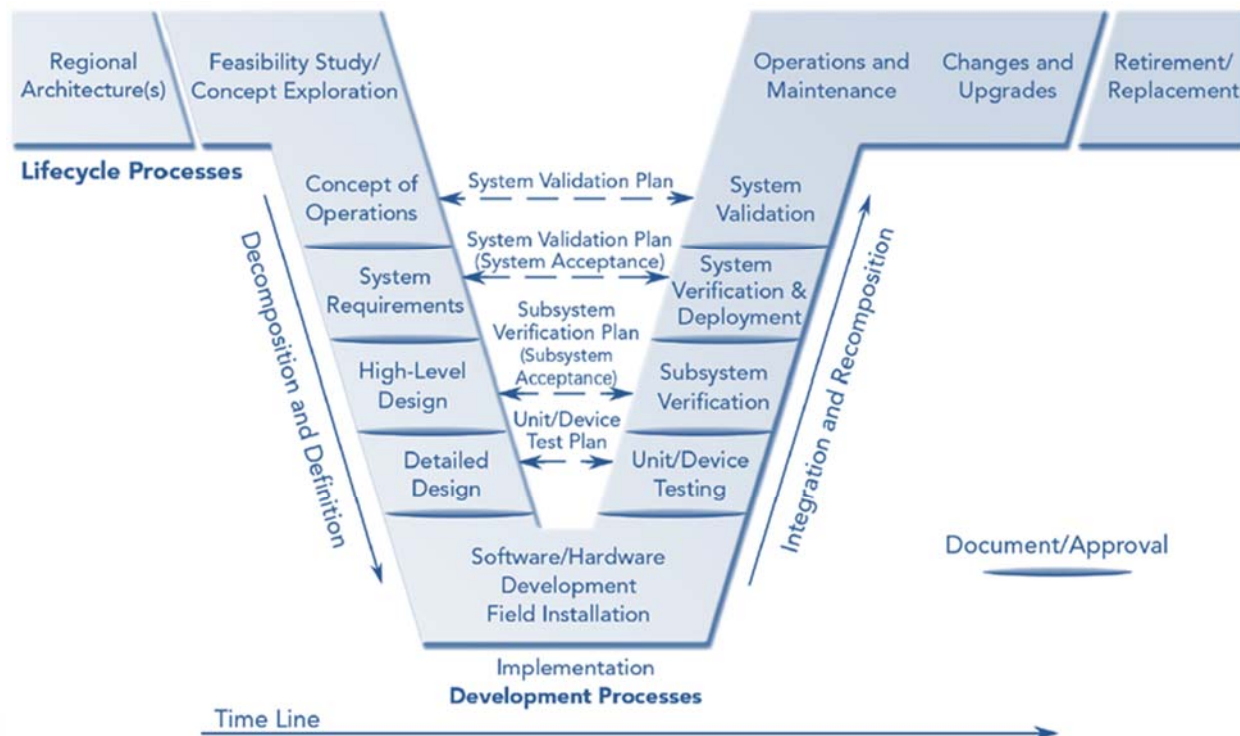 Regional
Architecture(s)
Feasibility Study/
Concept Exploration
Operations and
Maintenance
Changes and
Upgrades
Retirement/
Replacement
Lifecycle Processes
Decomposition and Definition
Concept of
Operations
System Validation Plan
System
Validation
System Validation Plan
(System Acceptance)
System
Requirements
System
Verification &
Deployment
Subsystem
Verification Plan
(Subsystem
Acceptance)
High-Level
Design
Subsystem
Verification
Unit/Device
Test Plan
Detailed
Design
Unit/Device
Testing
Integration and Recomposition
Software/Hardware
Development
Field Installation
Document/Approval
Implementation
Development Processes
Time Line